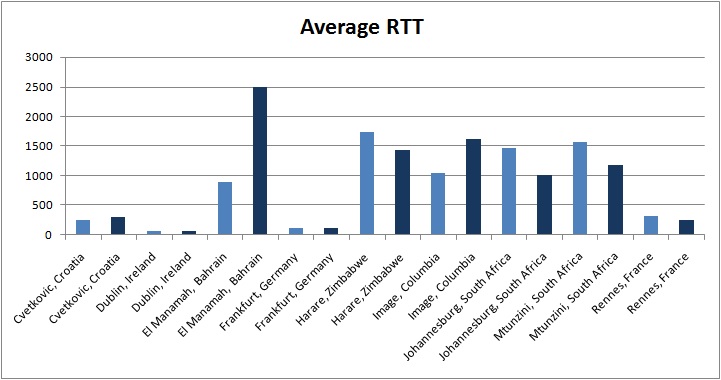 Average RTT
3000
2500
2000
1500
1000
500
0
Cvetkovic, Croatia
Cvetkovic, Croatia
Dublin, Ireland
Dublin, Ireland
El Manamah, Bahrain
El Manamah, Bahrain
Frankfurt, Germany
Frankfurt, Germany
Harare, Zimbabwe
Harare, Zimbabwe
Image, Columbia
Image, Columbia
Johannesburg, South Africa
Johannesburg, South Africa
Mtunzini, South Africa
Mtunzini, South Africa
Rennes, France
Rennes, France